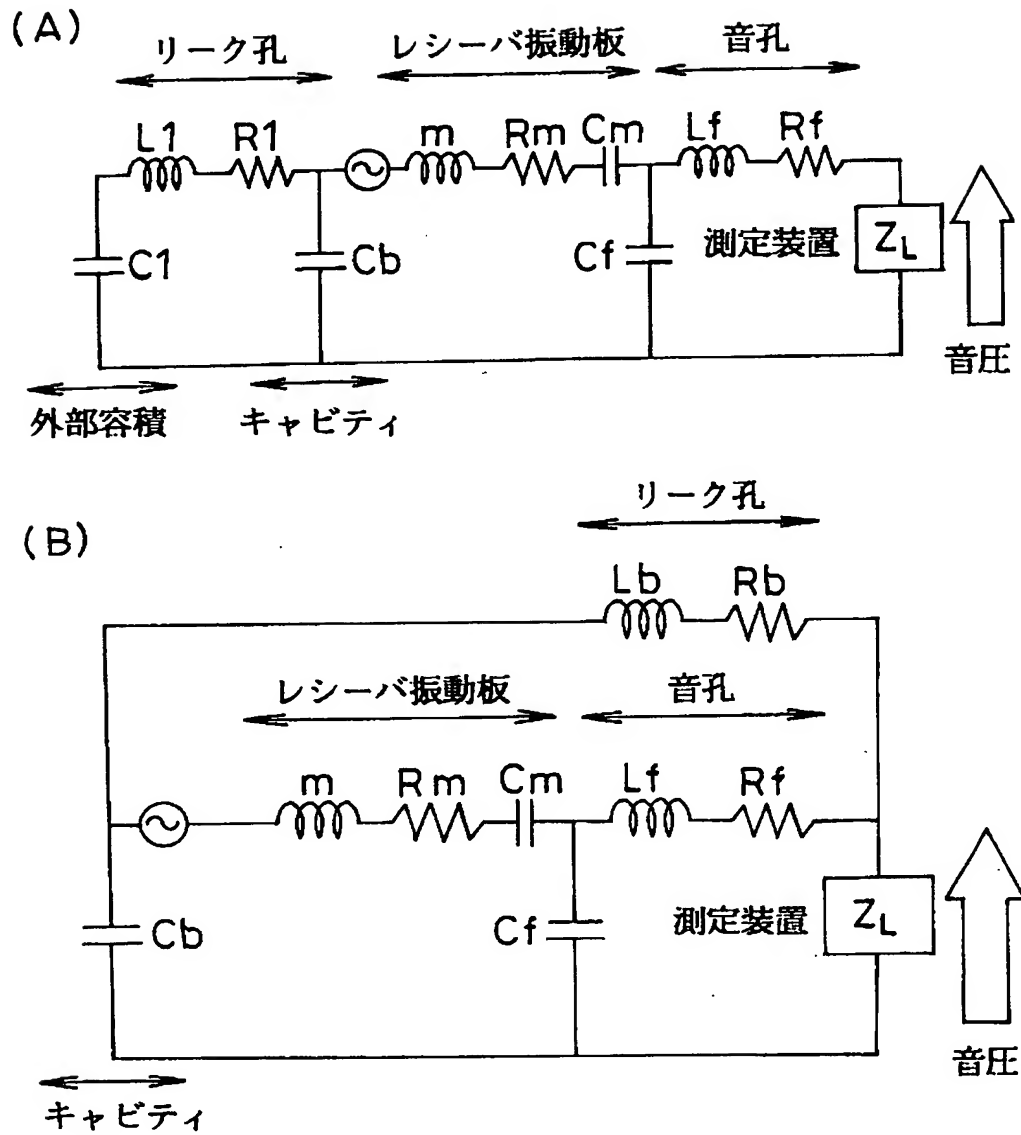 (A)
リーク孔
レシーバ振動板
音孔
L1
R1
m
Rm
Cm
Lf
Rf
C1
Cb
Cf
測定装置
ZL
音圧
外部容積
キャビティ
(B)
リーク孔
Lb
Rb
レシーバ振動板
音孔
m
Rm
Cm
Lf
Rf
Cb
Cf
測定装置
ZL
音圧
キャビティ